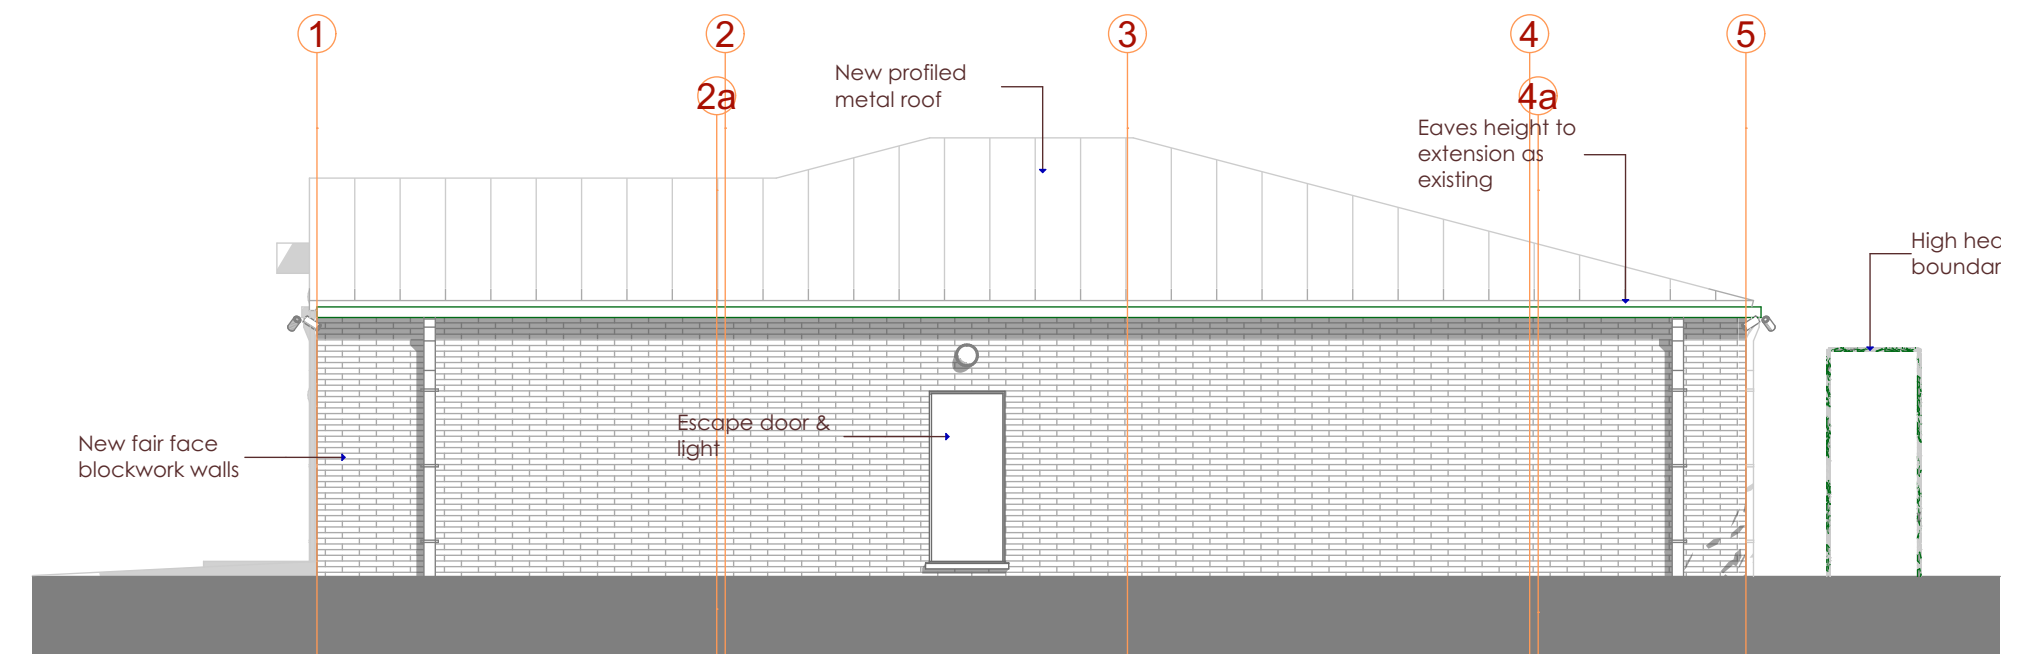 1
2
3
4
5
2a
4a
New profiled
metal roof
Eaves height to
extension as
existing
High hec
boundar
Escape door &
light
New fair face
blockwork walls